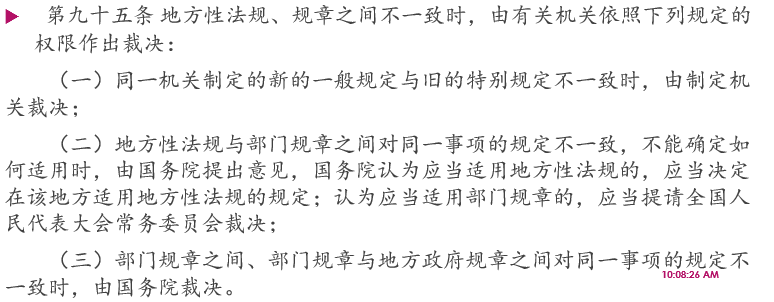 ▶ 第九十五条 地方性法规、规章之间不一致时，由有关机关依照下列规定的
权限作出裁决：
（一）同一机关制定的新的一般规定与旧的特别规定不一致时，由制定机
关裁决；
（二）地方性法规与部门规章之间对同一事项的规定不一致，不能确定如
何适用时，由国务院提出意见，国务院认为应当适用地方性法规的，应当决定
在该地方适用地方性法规的规定；认为应当适用部门规章的，应当提请全国人
民代表大会常务委员会裁决；
（三）部门规章之间、部门规章与地方政府规章之间对同一事项的规定不
10:08:26 AM
一致时，由国务院裁决。